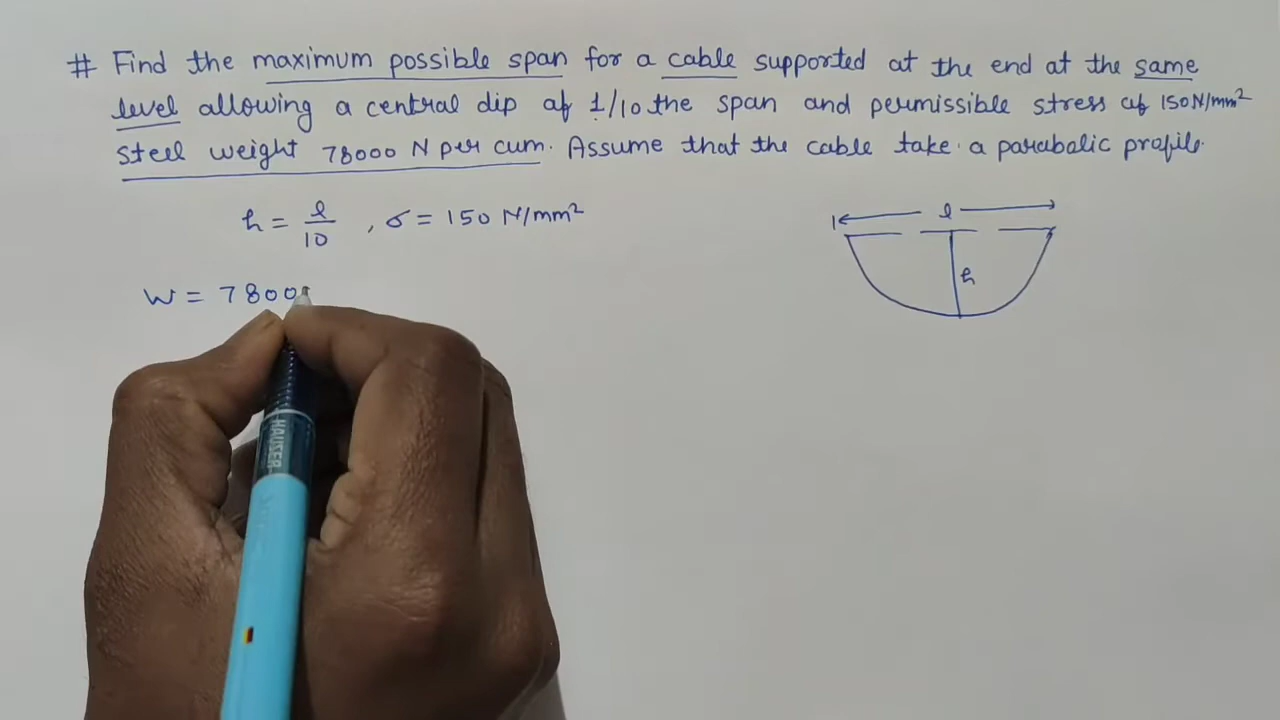 # Find the maximum possible span for a cable supported at the end at the same
level allowing a central dip of 1/10 the span and permissible stress of 150N/mm²
Steel weight 78000 N per cum. Assume that the cable take a parabolic profile.
h = l/10 , σ = 150 N/mm²
l
h
W = 7800
HAUSER